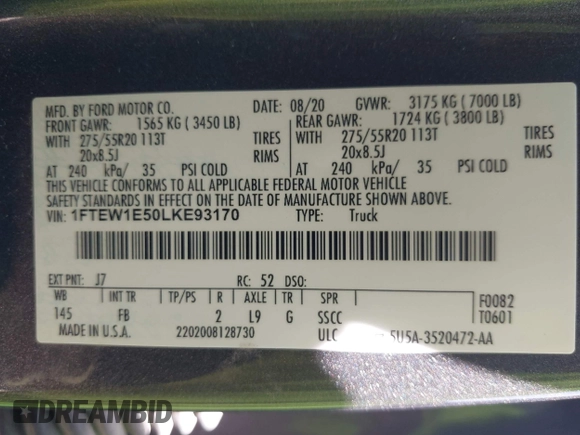 MFD. BY FORD MOTOR CO. DATE: 08/20 GVWR: 3175 KG ( 7000 LB)
FRONT GAWR: 1565 KG ( 3450 LB) REAR GAWR: 1724 KG ( 3800 LB)
WITH 275/55R20 113T TIRES WITH 275/55R20 113T TIRES
20x8.5J RIMS 20x8.5J RIMS
AT 240 kPa/ 35 PSI COLD AT 240 kPa/ 35 PSI COLD
THIS VEHICLE CONFORMS TO ALL APPLICABLE FEDERAL MOTOR VEHICLE
SAFETY STANDARDS IN EFFECT ON THE DATE OF MANUFACTURE SHOWN ABOVE.
VIN: 1FTEW1E50LKE93170 TYPE: Truck
EXT PNT: J7 RC: 52 DSO:
WB INT TR TP/PS R AXLE TR SPR F0082
145 FB 2 L9 G SSCC T0601
MADE IN U.S.A. 2202008128730 ULC 5U5A-3520472-AA
DREAMBID